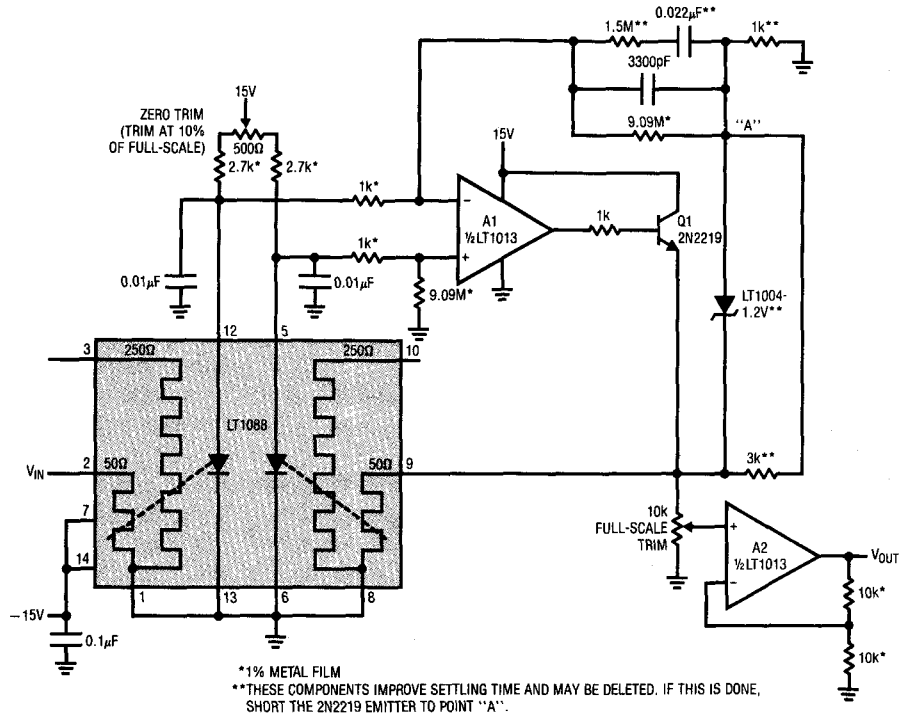 0.022μF**
1.5M**
1k**
3300pF
9.09M*
"A"
15V
ZERO TRIM
(TRIM AT 10%
OF FULL-SCALE)
500Ω
2.7k*
2.7k*
15V
1k*
−
A1
½LT1013
+
1k
Q1
2N2219
1k*
0.01μF
0.01μF
9.09M*
LT1004-
1.2V**
12
5
3
250Ω
250Ω
10
LT1088
VIN
2
50Ω
50Ω
9
3k**
7
14
10k
FULL-SCALE
TRIM
+
A2
½LT1013
−
VOUT
10k*
10k*
−15V
1
13
6
8
0.1μF
*1% METAL FILM
**THESE COMPONENTS IMPROVE SETTLING TIME AND MAY BE DELETED. IF THIS IS DONE,
SHORT THE 2N2219 EMITTER TO POINT "A".